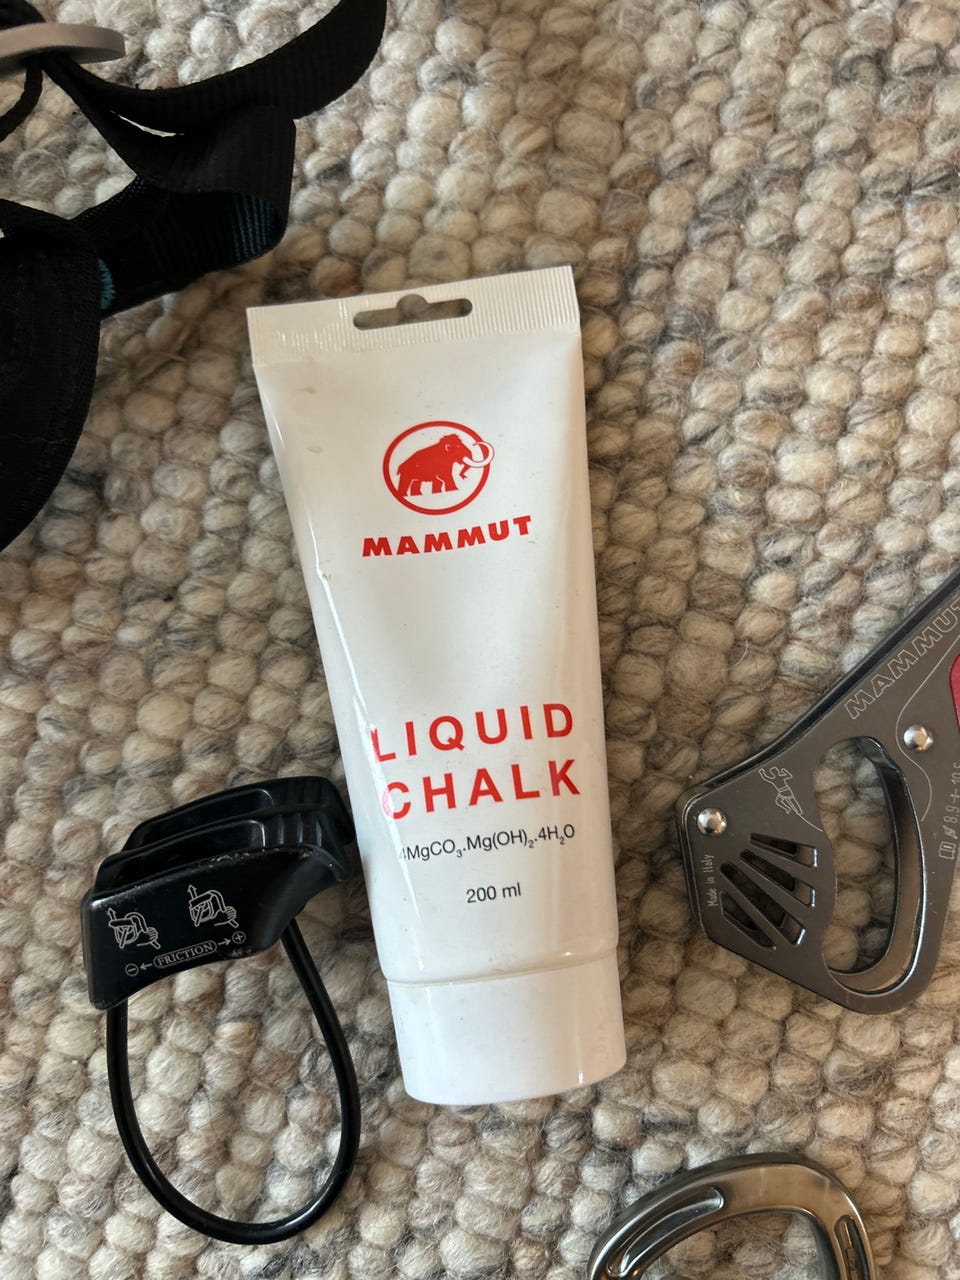 MAMMUT
LIQUID
CHALK
4MgCO₃.Mg(OH)₂.4H₂O
200 ml
- ← FRICTION → +
MAMMUT
Made in Italy